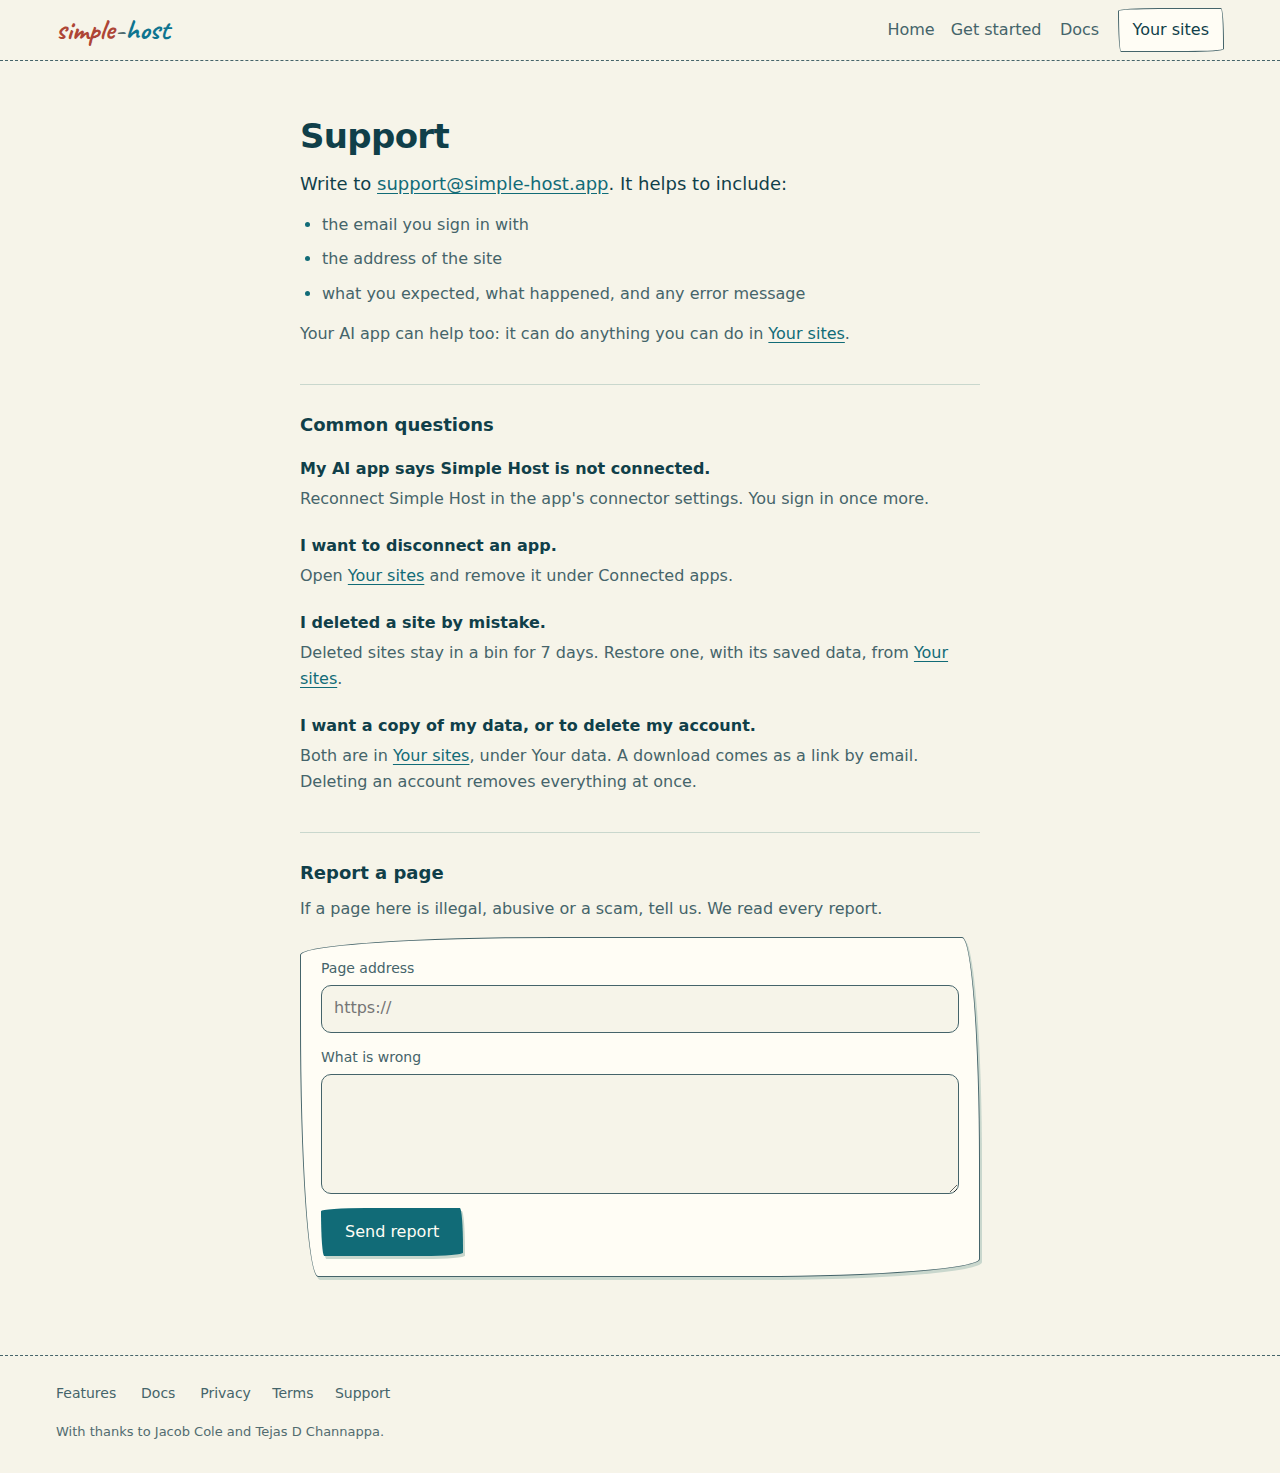 simple-host
Home Get started Docs Your sites
Support
Write to support@simple-host.app. It helps to include:
• the email you sign in with
• the address of the site
• what you expected, what happened, and any error message
Your AI app can help too: it can do anything you can do in Your sites.
Common questions
My AI app says Simple Host is not connected.
Reconnect Simple Host in the app's connector settings. You sign in once more.
I want to disconnect an app.
Open Your sites and remove it under Connected apps.
I deleted a site by mistake.
Deleted sites stay in a bin for 7 days. Restore one, with its saved data, from Your
sites.
I want a copy of my data, or to delete my account.
Both are in Your sites, under Your data. A download comes as a link by email.
Deleting an account removes everything at once.
Report a page
If a page here is illegal, abusive or a scam, tell us. We read every report.
Page address
https://
What is wrong
Send report
Features Docs Privacy Terms Support
With thanks to Jacob Cole and Tejas D Channappa.